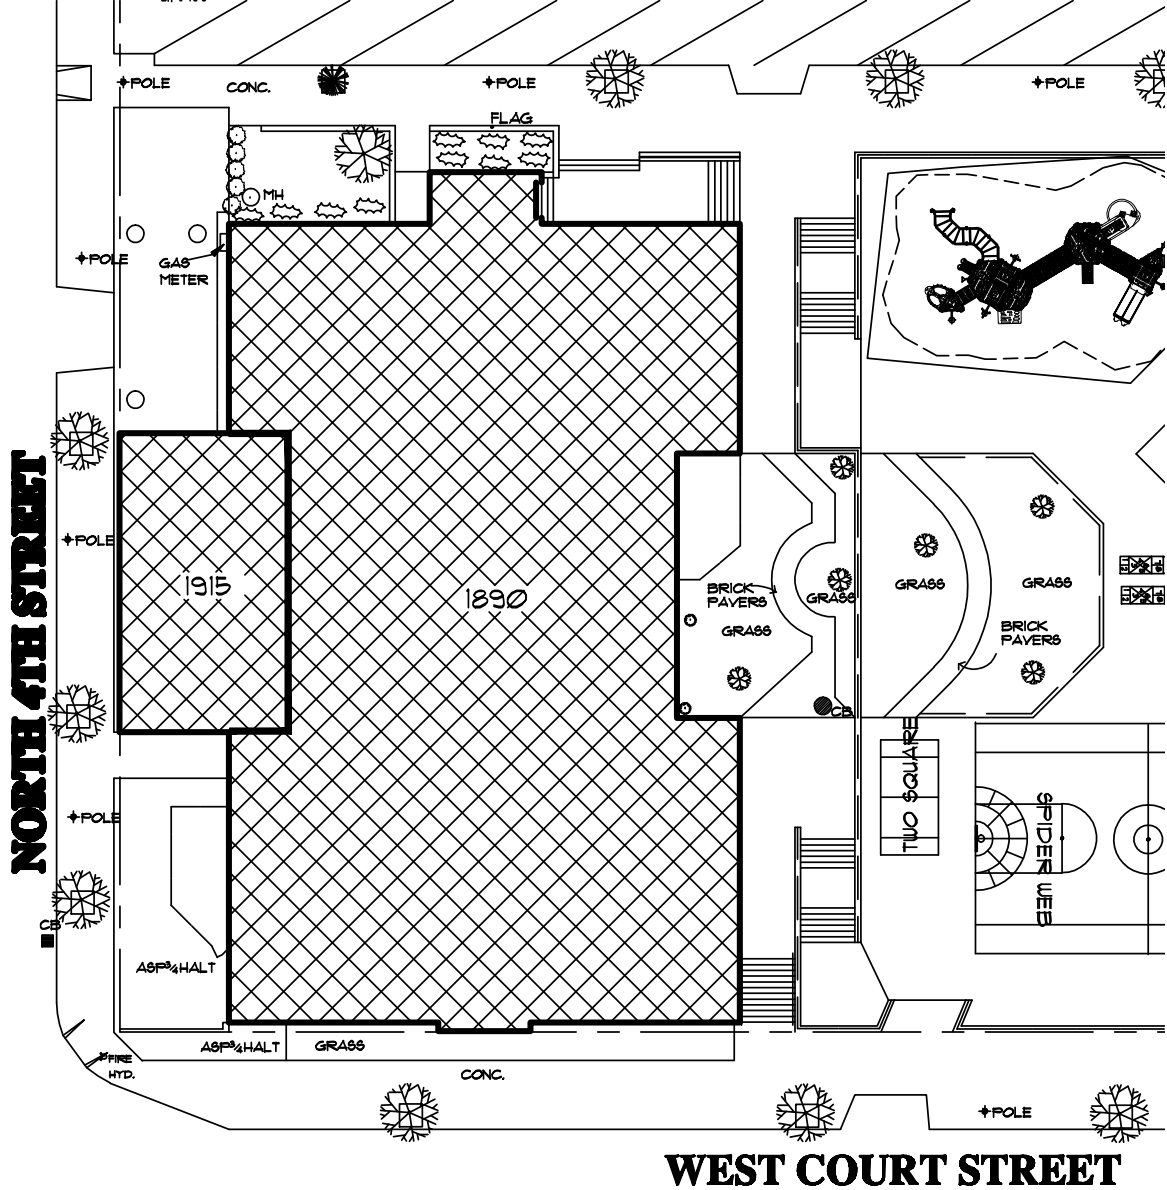 POLE
CONC.
POLE
POLE
FLAG
MH
POLE
GAS
METER
NORTH 4TH STREET
POLE
1915
1890
BRICK
PAVERS
GRASS
GRASS
GRASS
GRASS
BRICK
PAVERS
CB
TWO SQUARE
SPIDER WEB
POLE
CB
ASP¾HALT
ASP¾HALT
GRASS
FIRE
HYD.
CONC.
POLE
WEST COURT STREET